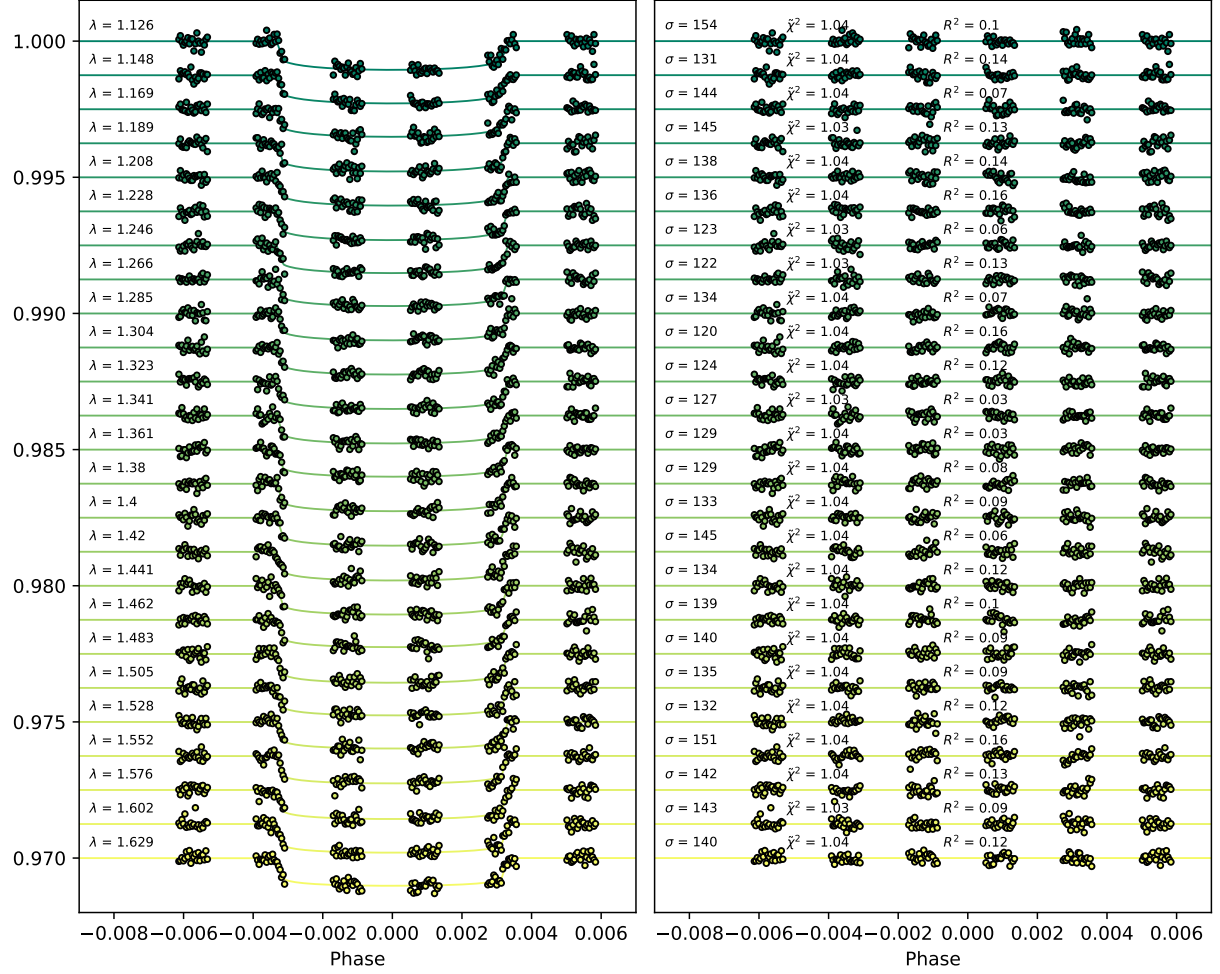 λ = 1.126
1.000
λ = 1.148
λ = 1.169
λ = 1.189
λ = 1.208
0.995
λ = 1.228
λ = 1.246
λ = 1.266
λ = 1.285
0.990
λ = 1.304
λ = 1.323
λ = 1.341
λ = 1.361
0.985
λ = 1.38
λ = 1.4
λ = 1.42
λ = 1.441
0.980
λ = 1.462
λ = 1.483
λ = 1.505
λ = 1.528
0.975
λ = 1.552
λ = 1.576
λ = 1.602
λ = 1.629
0.970
−0.008 −0.006 −0.004 −0.002 0.000 0.002 0.004 0.006
Phase
σ = 154 χ̃² = 1.04 R² = 0.1
σ = 131 χ̃² = 1.04 R² = 0.14
σ = 144 χ̃² = 1.04 R² = 0.07
σ = 145 χ̃² = 1.03 R² = 0.13
σ = 138 χ̃² = 1.04 R² = 0.14
σ = 136 χ̃² = 1.04 R² = 0.16
σ = 123 χ̃² = 1.03 R² = 0.06
σ = 122 χ̃² = 1.03 R² = 0.13
σ = 134 χ̃² = 1.04 R² = 0.07
σ = 120 χ̃² = 1.04 R² = 0.16
σ = 124 χ̃² = 1.04 R² = 0.12
σ = 127 χ̃² = 1.03 R² = 0.03
σ = 129 χ̃² = 1.04 R² = 0.03
σ = 129 χ̃² = 1.04 R² = 0.08
σ = 133 χ̃² = 1.04 R² = 0.09
σ = 145 χ̃² = 1.04 R² = 0.06
σ = 134 χ̃² = 1.04 R² = 0.12
σ = 139 χ̃² = 1.04 R² = 0.1
σ = 140 χ̃² = 1.04 R² = 0.09
σ = 135 χ̃² = 1.04 R² = 0.09
σ = 132 χ̃² = 1.04 R² = 0.12
σ = 151 χ̃² = 1.04 R² = 0.16
σ = 142 χ̃² = 1.04 R² = 0.13
σ = 143 χ̃² = 1.03 R² = 0.09
σ = 140 χ̃² = 1.04 R² = 0.12
−0.008 −0.006 −0.004 −0.002 0.000 0.002 0.004 0.006
Phase